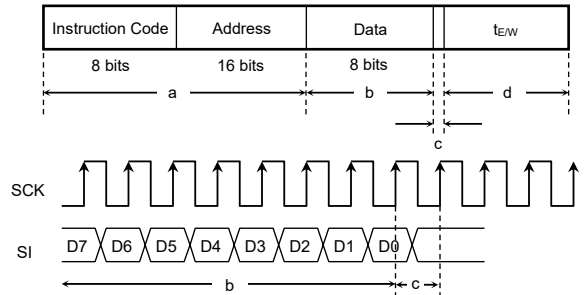 Instruction Code Address Data tE/W
8 bits 16 bits 8 bits
a b d
c
SCK
SI D7 D6 D5 D4 D3 D2 D1 D0
b c